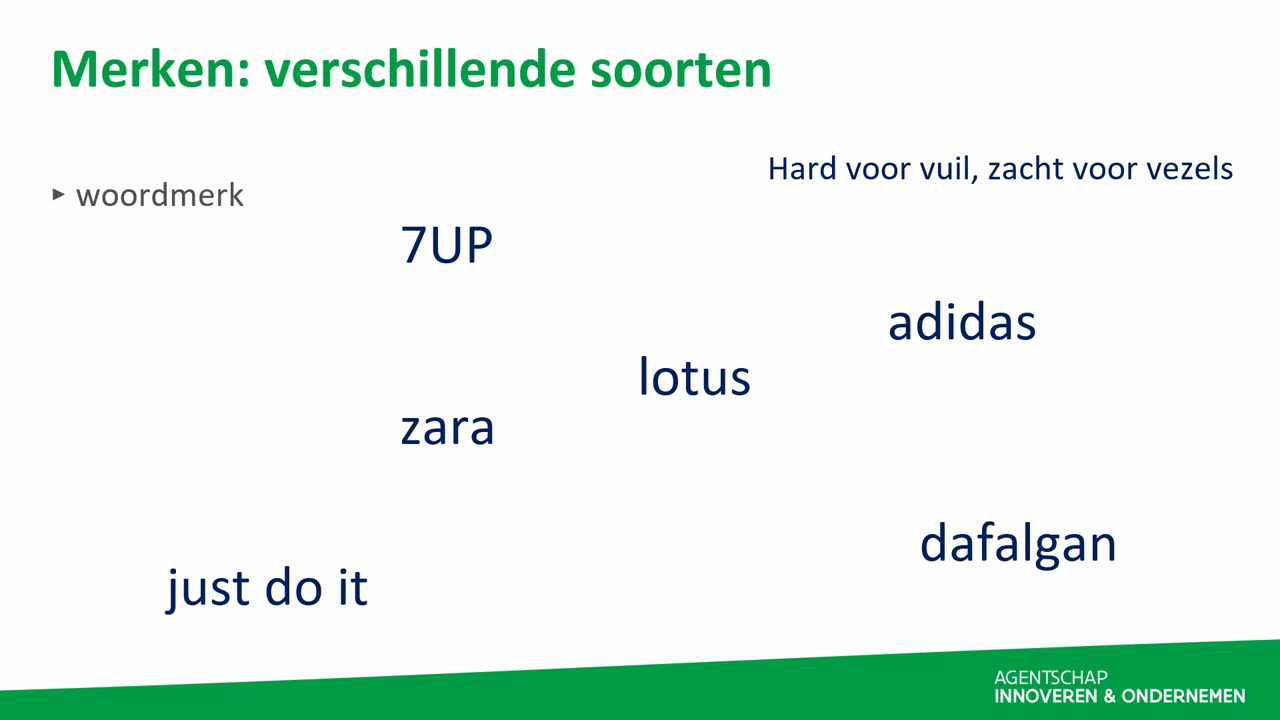 Merken: verschillende soorten
Hard voor vuil, zacht voor vezels
▸ woordmerk
7UP
adidas
lotus
zara
dafalgan
just do it
AGENTSCHAP
INNOVEREN & ONDERNEMEN